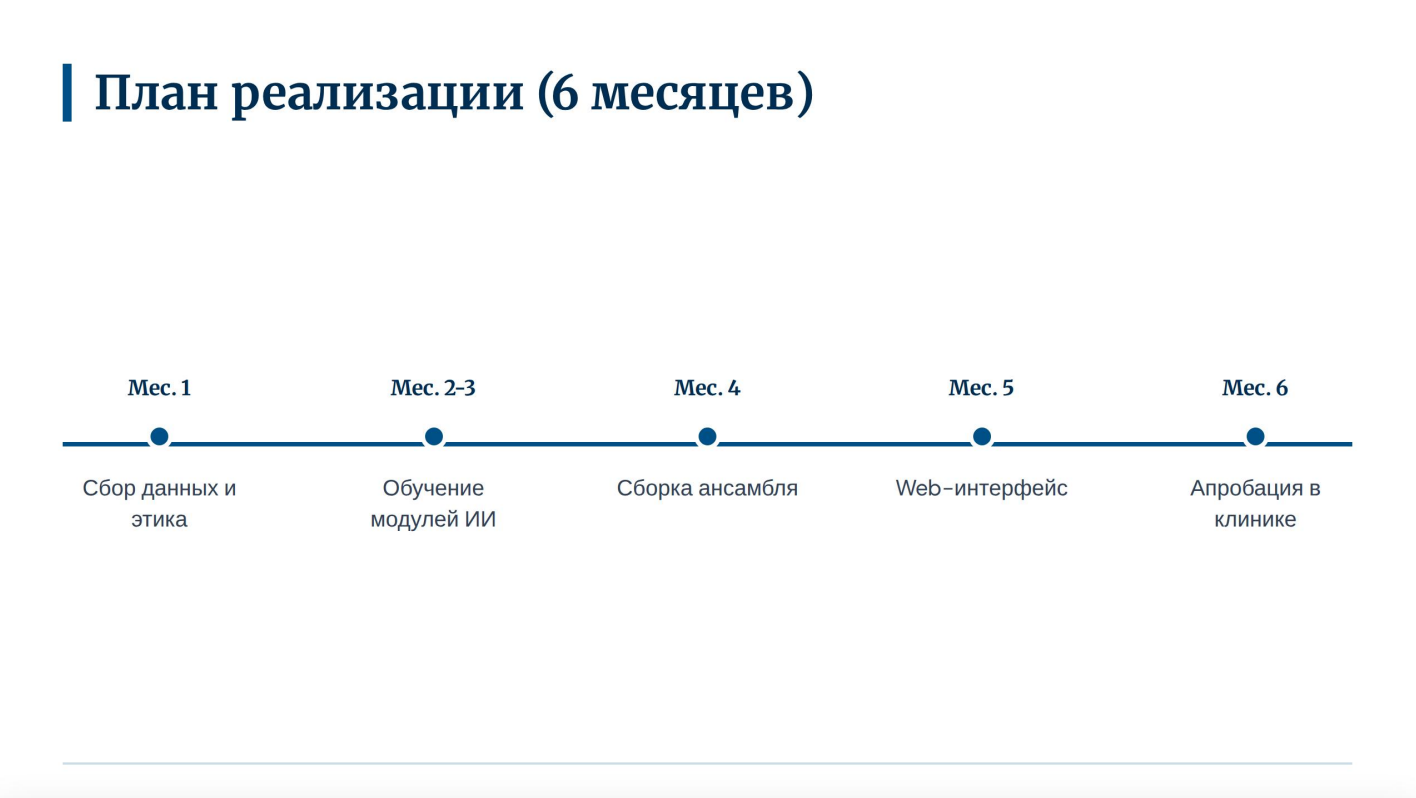 План реализации (6 месяцев)
Мес. 1
Мес. 2-3
Мес. 4
Мес. 5
Мес. 6
Сбор данных и
этика
Обучение
модулей ИИ
Сборка ансамбля
Web-интерфейс
Апробация в
клинике